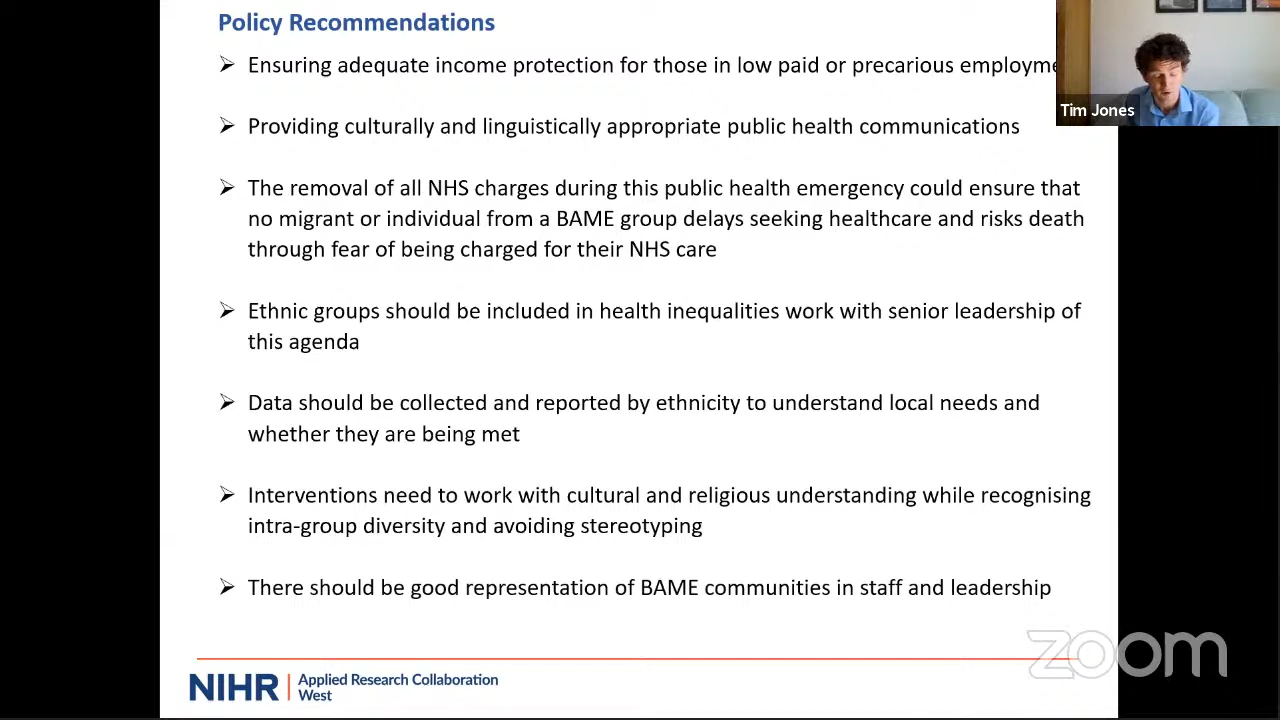 Policy Recommendations
➢ Ensuring adequate income protection for those in low paid or precarious employme
Tim Jones
➢ Providing culturally and linguistically appropriate public health communications
➢ The removal of all NHS charges during this public health emergency could ensure that
no migrant or individual from a BAME group delays seeking healthcare and risks death
through fear of being charged for their NHS care
➢ Ethnic groups should be included in health inequalities work with senior leadership of
this agenda
➢ Data should be collected and reported by ethnicity to understand local needs and
whether they are being met
➢ Interventions need to work with cultural and religious understanding while recognising
intra-group diversity and avoiding stereotyping
➢ There should be good representation of BAME communities in staff and leadership
zoom
NIHR | Applied Research Collaboration
West